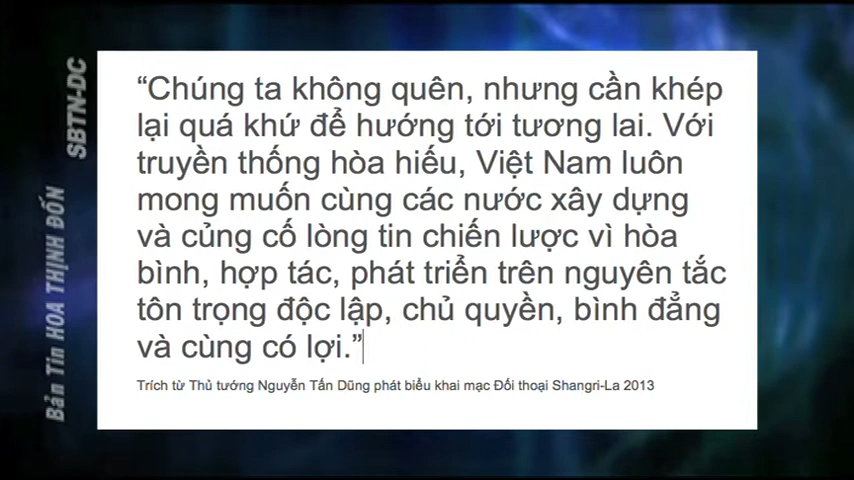 “Chúng ta không quên, nhưng cần khép
lại quá khứ để hướng tới tương lai. Với
truyền thống hòa hiếu, Việt Nam luôn
mong muốn cùng các nước xây dựng
và củng cố lòng tin chiến lược vì hòa
bình, hợp tác, phát triển trên nguyên tắc
tôn trọng độc lập, chủ quyền, bình đẳng
và cùng có lợi.”
Trích từ Thủ tướng Nguyễn Tấn Dũng phát biểu khai mạc Đối thoại Shangri-La 2013
Bản Tin HOA THỊNH ĐỐN
SBTN-DC